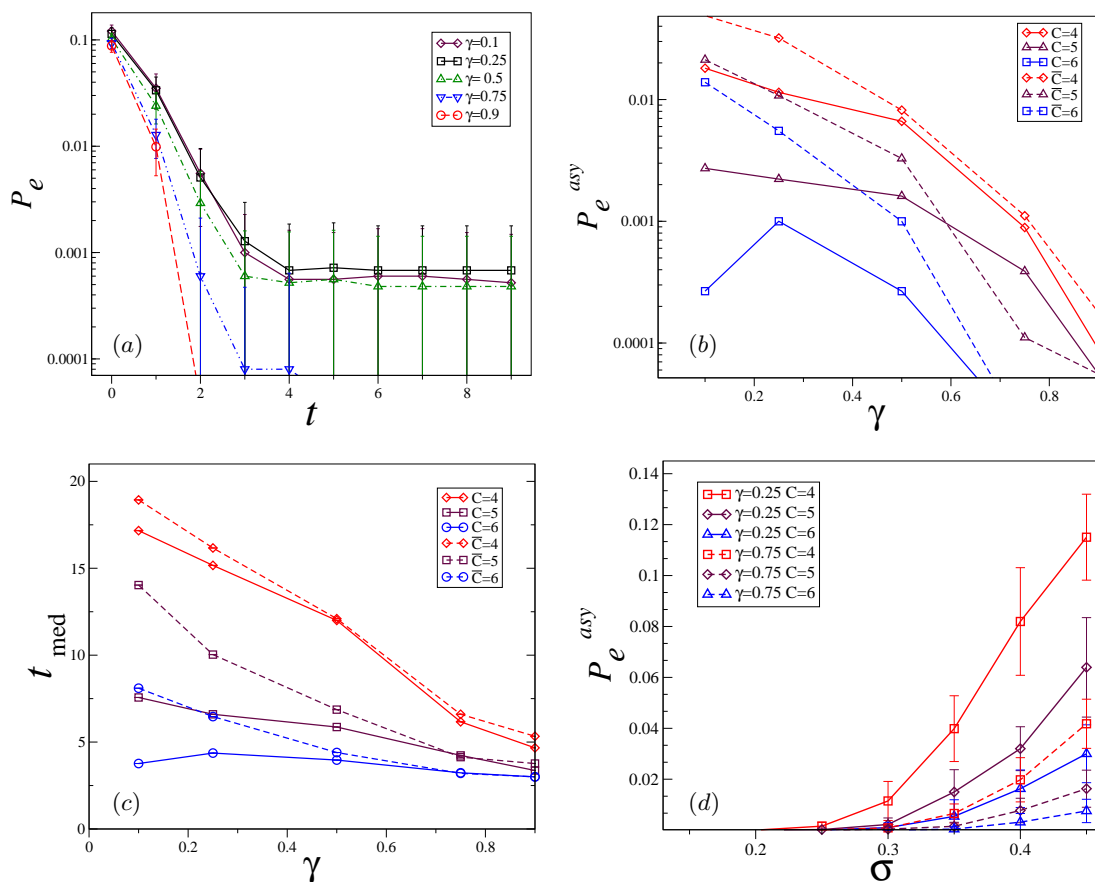 0.1
0.01
0.001
0.0001
P_e
γ=0.1
γ=0.25
γ= 0.5
γ=0.75
γ=0.9
(a)
0 2 4 6 8
t
0.01
0.001
0.0001
P_e^{asy}
C=4
C=5
C=6
C̅=4
C̅=5
C̅=6
(b)
0.2 0.4 0.6 0.8
γ
20
15
10
5
0
t_{med}
C=4
C=5
C=6
C̅=4
C̅=5
C̅=6
(c)
0 0.2 0.4 0.6 0.8
γ
0.14
0.12
0.1
0.08
0.06
0.04
0.02
P_e^{asy}
γ=0.25 C=4
γ=0.25 C=5
γ=0.25 C=6
γ=0.75 C=4
γ=0.75 C=5
γ=0.75 C=6
(d)
0.2 0.3 0.4
σ